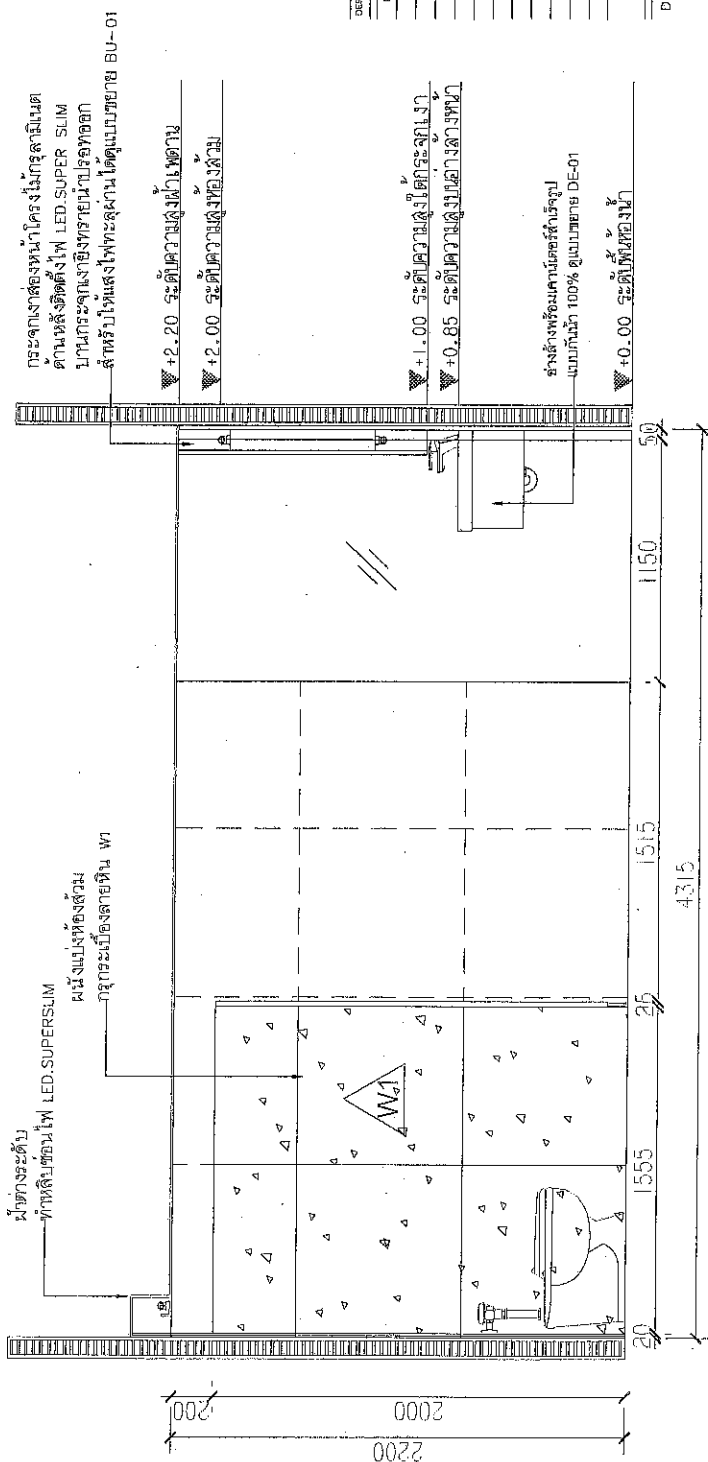 ฝ้าต่างระดับ
ทำหลืบซ่อนไฟ LED.SUPERSLIM
ผนังแบ่งห้องส้วม
กรุกระเบื้องลายหิน W1
กระจกเงาส่องหน้าโครงไม้กรุลามิเนต
ด้านหลังติดตั้งไฟ LED.SUPER SLIM
บานกระจกเงายิงทรายนำปรอทออก
สำหรับให้แสงไฟทะลุผ่านได้ดูแบบขยาย BU-01
+2.20 ระดับความสูงฝ้าเพดาน
+2.00 ระดับความสูงห้องส้วม
+1.00 ระดับความสูงใต้กระจกเงา
+0.85 ระดับความสูงบนอ่างล้างหน้า
อ่างล้างพร้อมเคาน์เตอร์สำเร็จรูป
แบบกันน้ำ 100% ดูแบบขยาย DE-01
+0.00 ระดับพื้นห้องน้ำ
W1
200
2000
2200
20
1555
25
1515
1150
50
4315
DEP
D